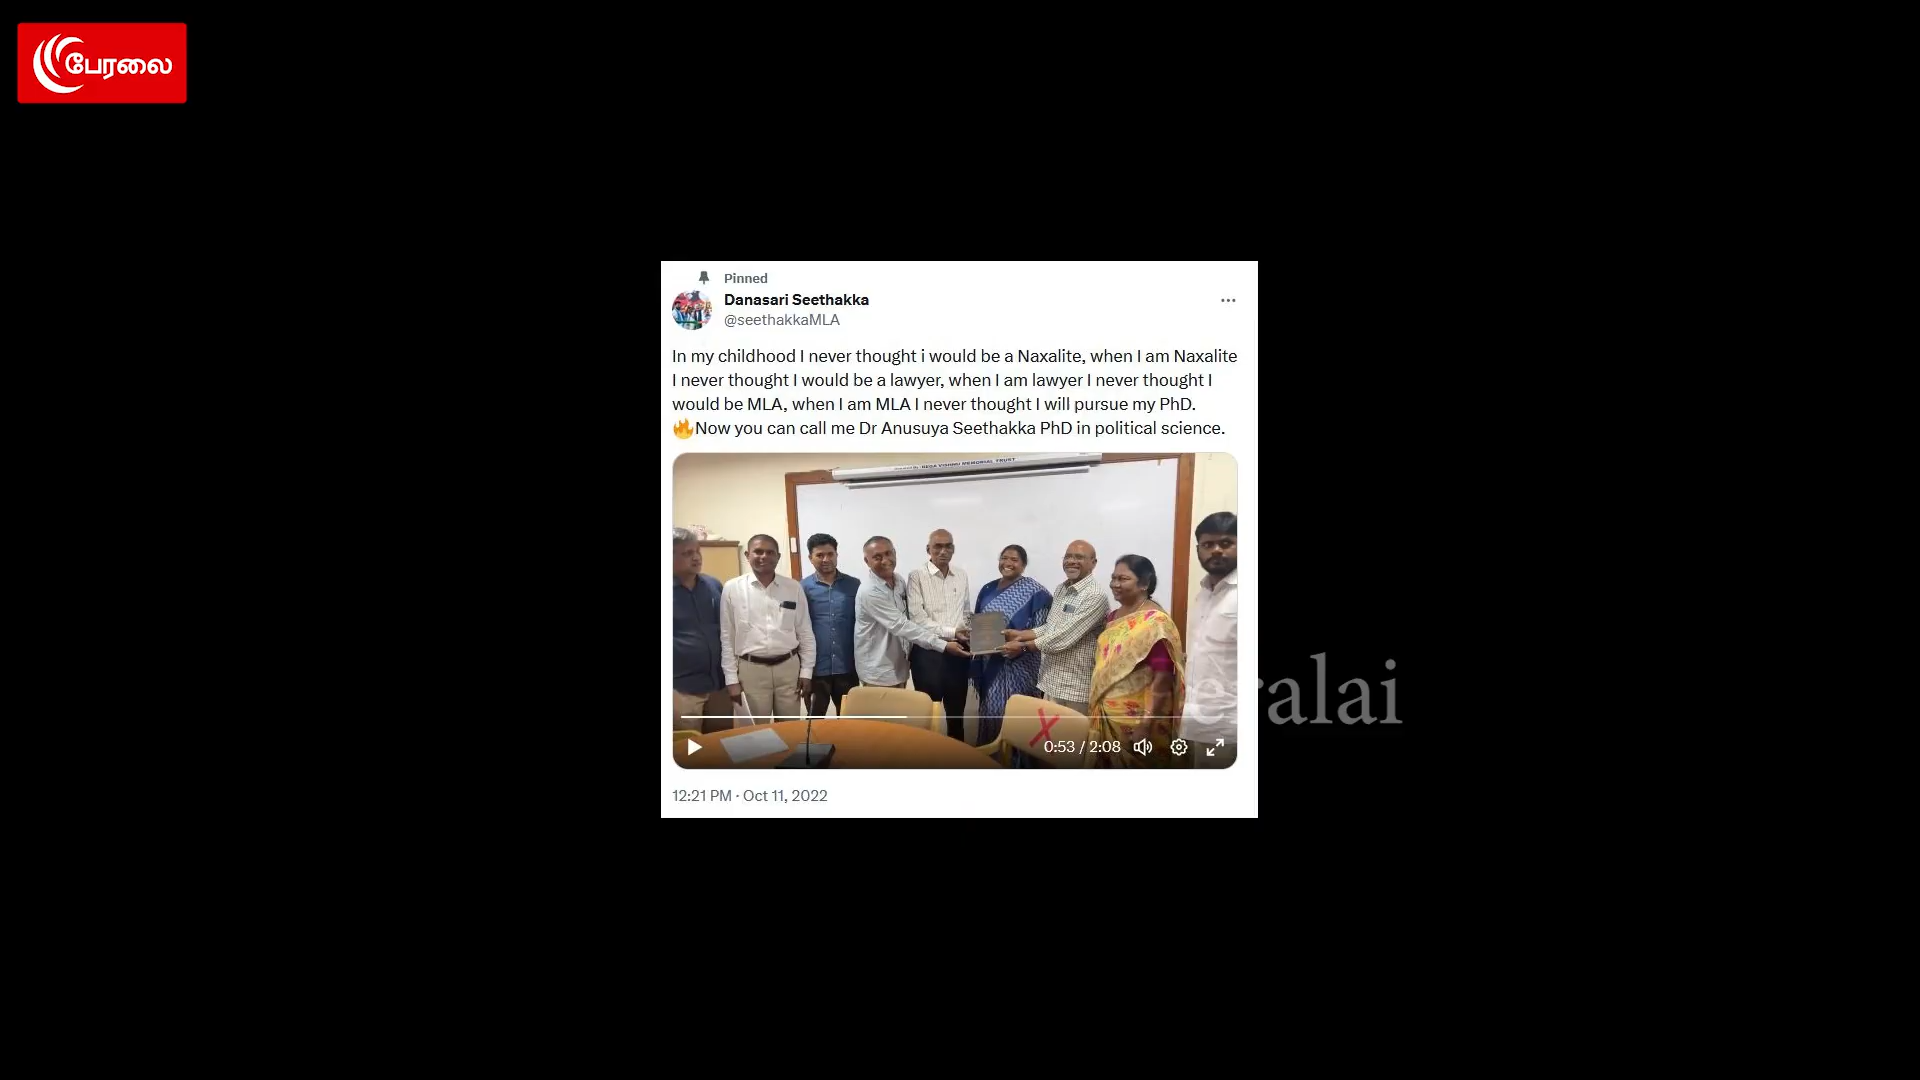 பேரலை
Pinned
Danasari Seethakka
@seethakkaMLA
In my childhood I never thought i would be a Naxalite, when I am Naxalite
I never thought I would be a lawyer, when I am lawyer I never thought I
would be MLA, when I am MLA I never thought I will pursue my PhD.
🔥Now you can call me Dr Anusuya Seethakka PhD in political science.
MEMORIAL TRUST
eralai
0:53 / 2:08
12:21 PM · Oct 11, 2022